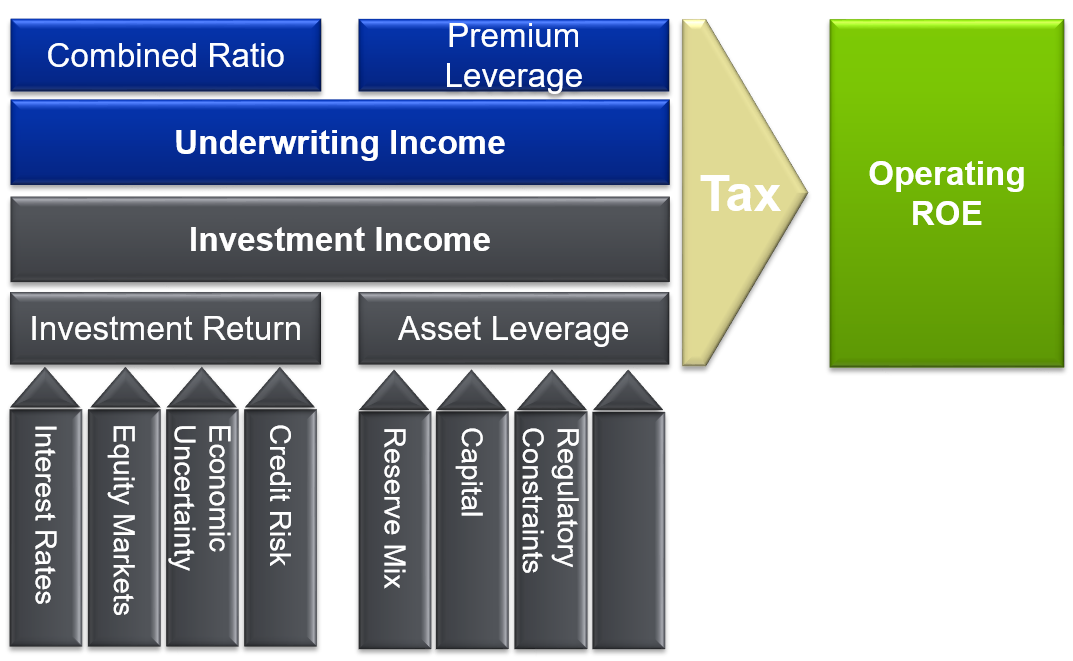 Combined Ratio
Premium
Leverage
Underwriting Income
Investment Income
Investment Return
Asset Leverage
Tax
Operating
ROE
Interest Rates
Equity Markets
Economic
Uncertainty
Credit Risk
Reserve Mix
Capital
Regulatory
Constraints